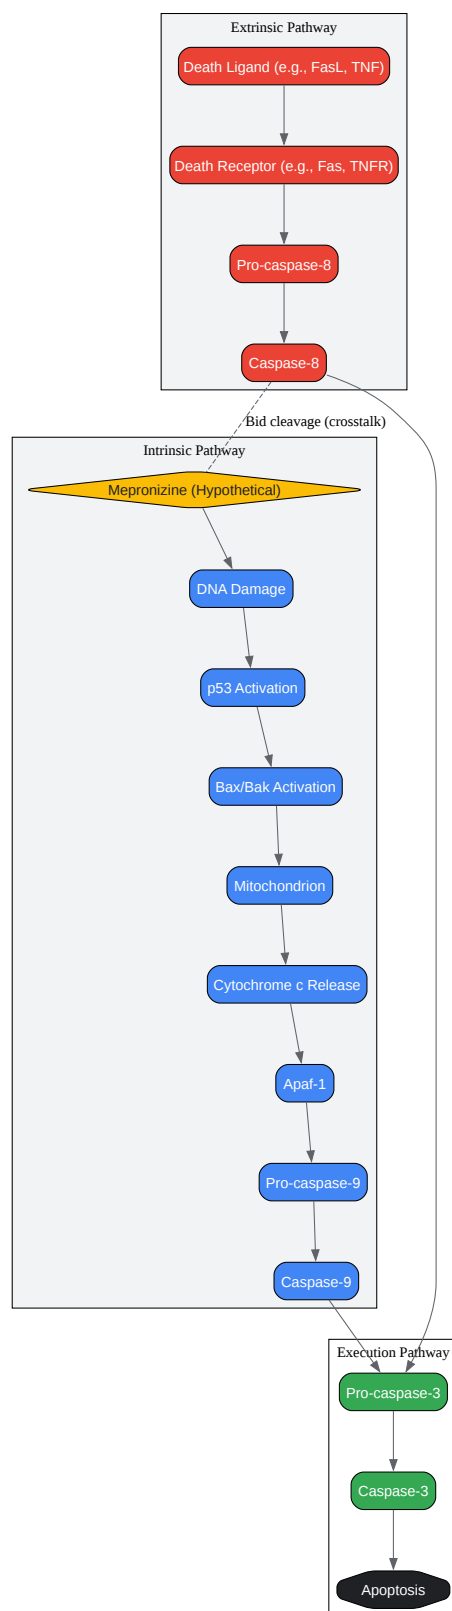 Extrinsic Pathway
Death Ligand (e.g., FasL, TNF)
Death Receptor (e.g., Fas, TNFR)
Pro-caspase-8
Caspase-8
Bid cleavage (crosstalk)
Intrinsic Pathway
Mepronizine (Hypothetical)
DNA Damage
p53 Activation
Bax/Bak Activation
Mitochondrion
Cytochrome c Release
Apaf-1
Pro-caspase-9
Caspase-9
Execution Pathway
Pro-caspase-3
Caspase-3
Apoptosis